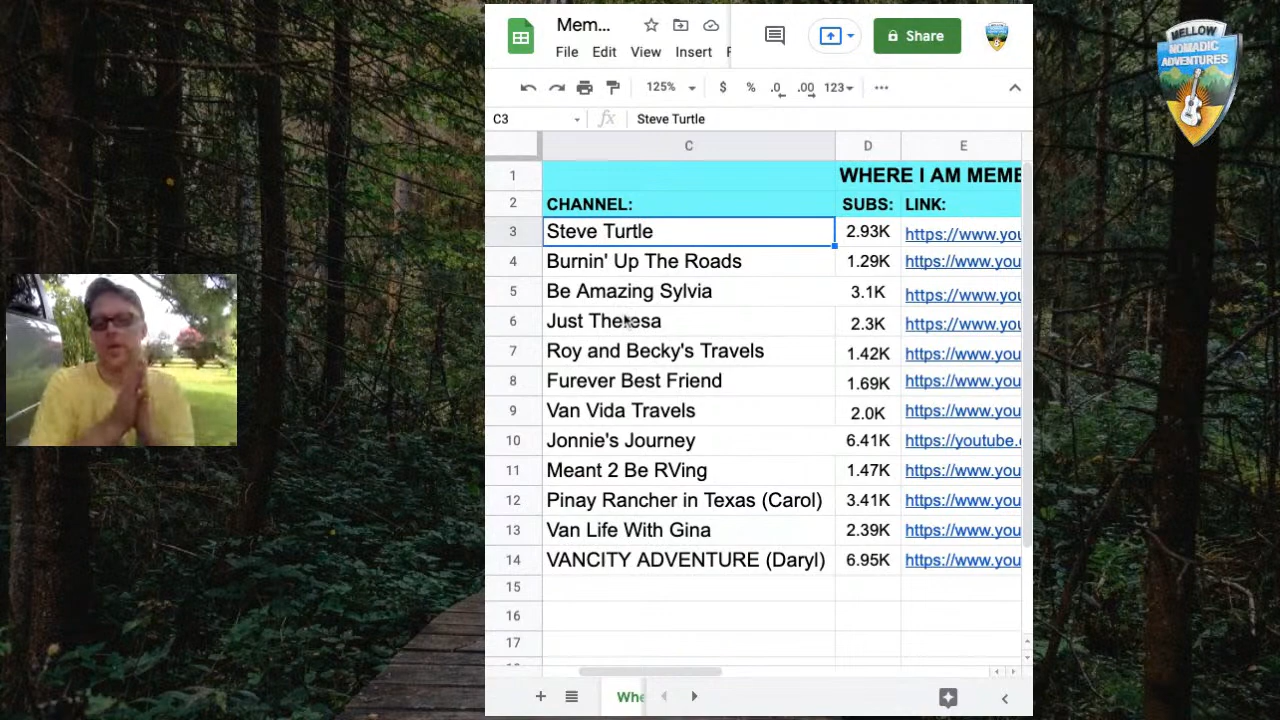 Mem...
File Edit View Insert
Share
125% $ % .0 .00 123 ...
C3 fx Steve Turtle
C D E
1 WHERE I AM MEME
2 CHANNEL: SUBS: LINK:
3 Steve Turtle 2.93K https://www.you
4 Burnin' Up The Roads 1.29K https://www.you
5 Be Amazing Sylvia 3.1K https://www.you
6 Just Theresa 2.3K https://www.you
7 Roy and Becky's Travels 1.42K https://www.you
8 Furever Best Friend 1.69K https://www.you
9 Van Vida Travels 2.0K https://www.you
10 Jonnie's Journey 6.41K https://youtube.
11 Meant 2 Be RVing 1.47K https://www.you
12 Pinay Rancher in Texas (Carol) 3.41K https://www.you
13 Van Life With Gina 2.39K https://www.you
14 VANCITY ADVENTURE (Daryl) 6.95K https://www.you
15
16
17
Whe
MELLOW
NOMADIC
ADVENTURES